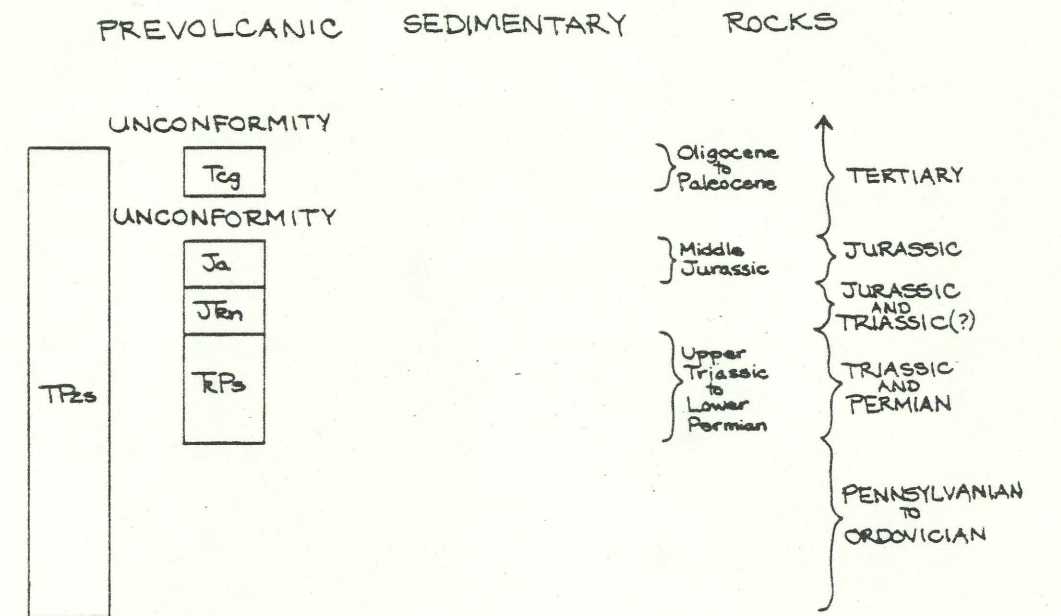 PREVOLCANIC SEDIMENTARY ROCKS
UNCONFORMITY
Tcg
UNCONFORMITY
Ja
JTRn
TRPs
TPzs
Oligocene
to
Paleocene
Middle
Jurassic
Upper
Triassic
to
Lower
Permian
TERTIARY
JURASSIC
JURASSIC
AND
TRIASSIC(?)
TRIASSIC
AND
PERMIAN
PENNSYLVANIAN
TO
ORDOVICIAN